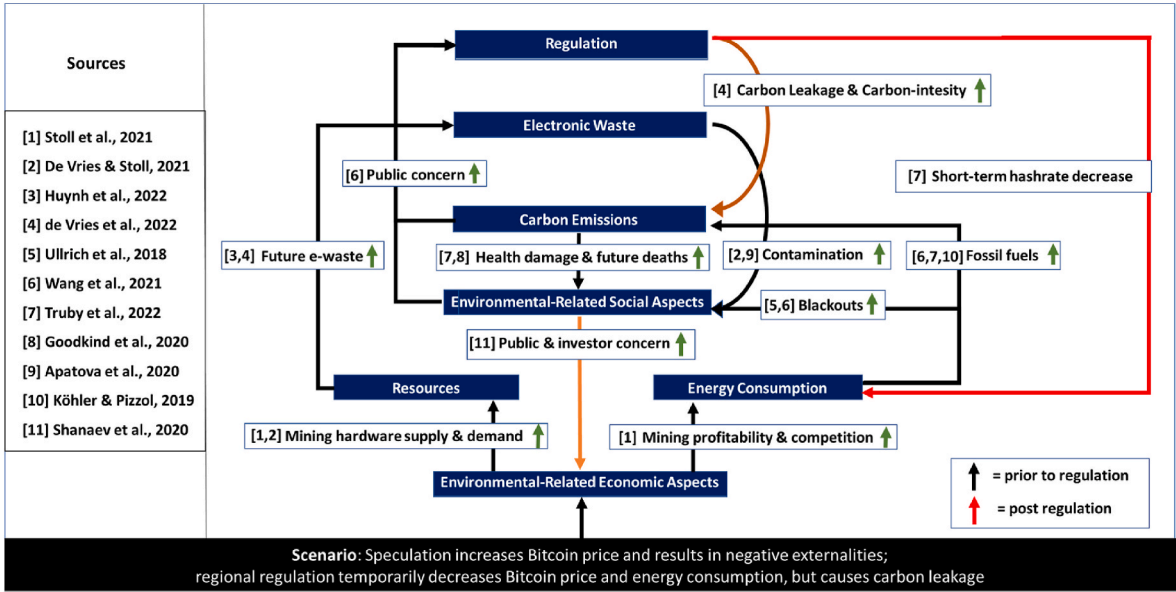 Sources
[1] Stoll et al., 2021
[2] De Vries & Stoll, 2021
[3] Huynh et al., 2022
[4] de Vries et al., 2022
[5] Ullrich et al., 2018
[6] Wang et al., 2021
[7] Truby et al., 2022
[8] Goodkind et al., 2020
[9] Apatova et al., 2020
[10] Köhler & Pizzol, 2019
[11] Shanaev et al., 2020
Regulation
[4] Carbon Leakage & Carbon-intesity
Electronic Waste
[6] Public concern
[7] Short-term hashrate decrease
Carbon Emissions
[3,4] Future e-waste
[7,8] Health damage & future deaths
[2,9] Contamination
[6,7,10] Fossil fuels
Environmental-Related Social Aspects
[5,6] Blackouts
[11] Public & investor concern
Resources
Energy Consumption
[1,2] Mining hardware supply & demand
[1] Mining profitability & competition
Environmental-Related Economic Aspects
= prior to regulation
= post regulation
Scenario: Speculation increases Bitcoin price and results in negative externalities;
regional regulation temporarily decreases Bitcoin price and energy consumption, but causes carbon leakage